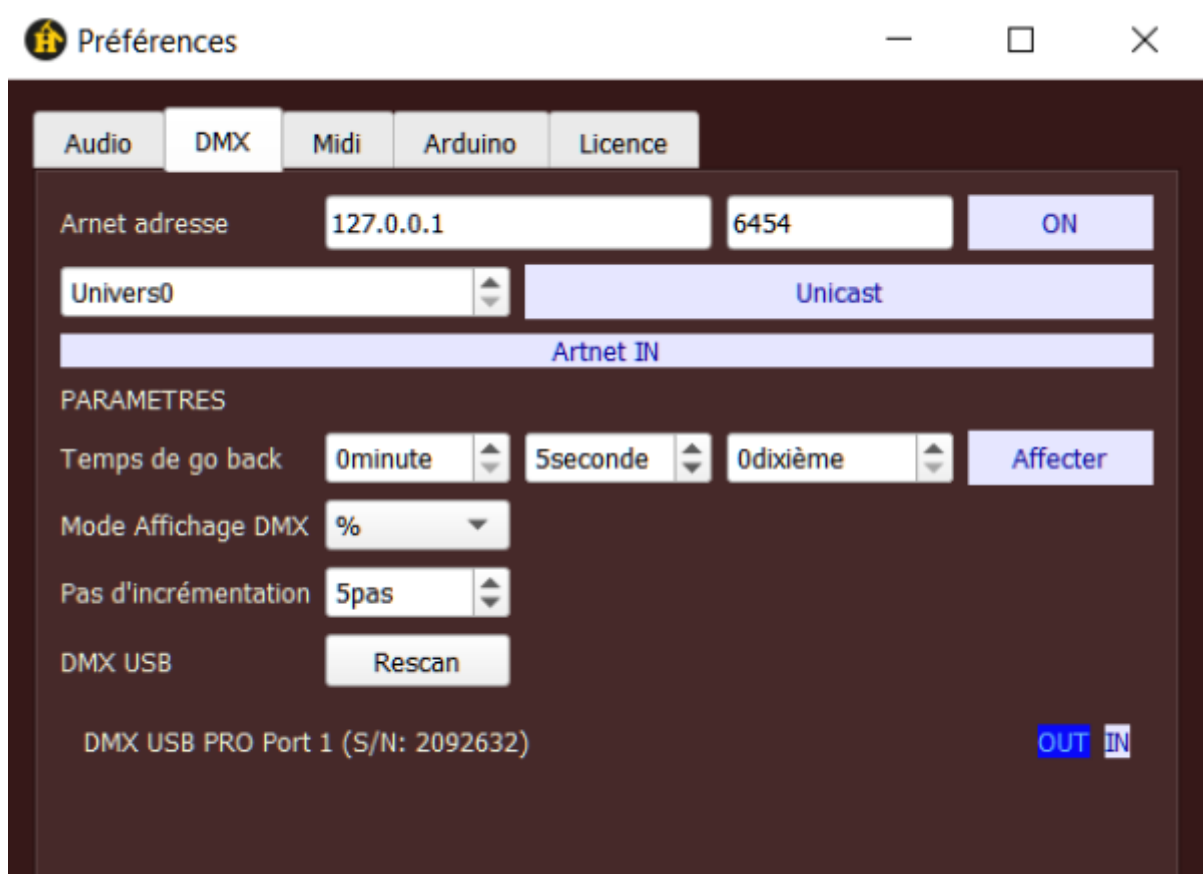 Préférences
Audio DMX Midi Arduino Licence
Arnet adresse 127.0.0.1 6454 ON
Univers0 Unicast
Artnet IN
PARAMETRES
Temps de go back 0minute 5seconde 0dixième Affecter
Mode Affichage DMX %
Pas d'incrémentation 5pas
DMX USB Rescan
DMX USB PRO Port 1 (S/N: 2092632) OUT IN